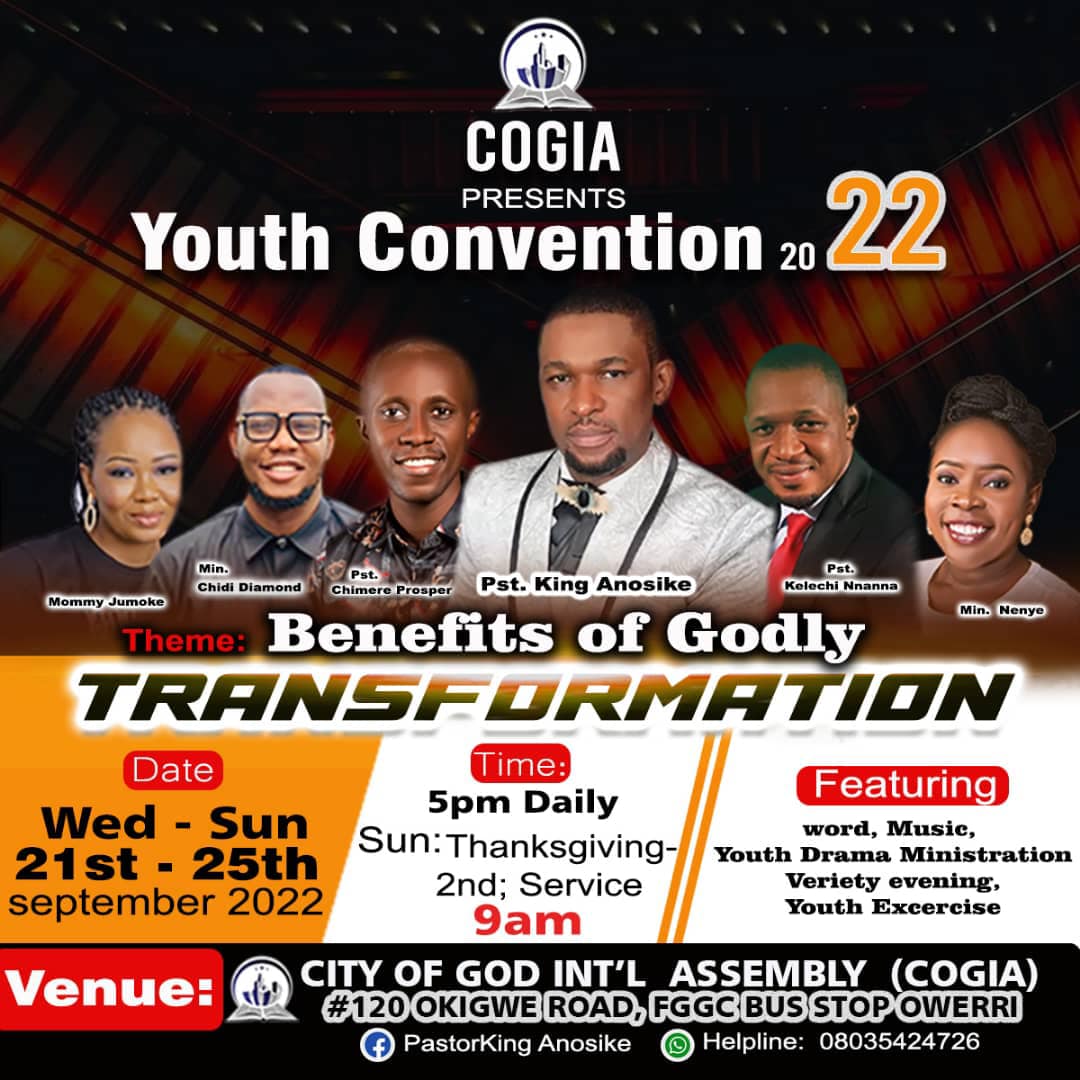 COGIA
PRESENTS
Youth Convention 2022
Mommy Jumoke
Min.
Chidi Diamond
Pst.
Chimere Prosper
Pst. King Anosike
Pst.
Kelechi Nnanna
Min. Nenye
Theme: Benefits of Godly
TRANSFORMATION
Date
Wed - Sun
21st - 25th
september 2022
Time:
5pm Daily
Sun: Thanksgiving-
2nd; Service
9am
Featuring
word, Music,
Youth Drama Ministration
Veriety evening,
Youth Excercise
Venue: CITY OF GOD INT'L ASSEMBLY (COGIA)
#120 OKIGWE ROAD, FGGC BUS STOP OWERRI
PastorKing Anosike Helpline: 08035424726